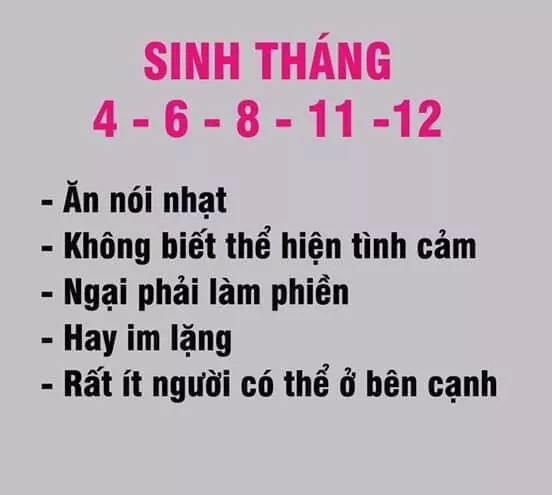 SINH THÁNG
4 - 6 - 8 - 11 -12
- Ăn nói nhạt
- Không biết thể hiện tình cảm
- Ngại phải làm phiền
- Hay im lặng
- Rất ít người có thể ở bên cạnh